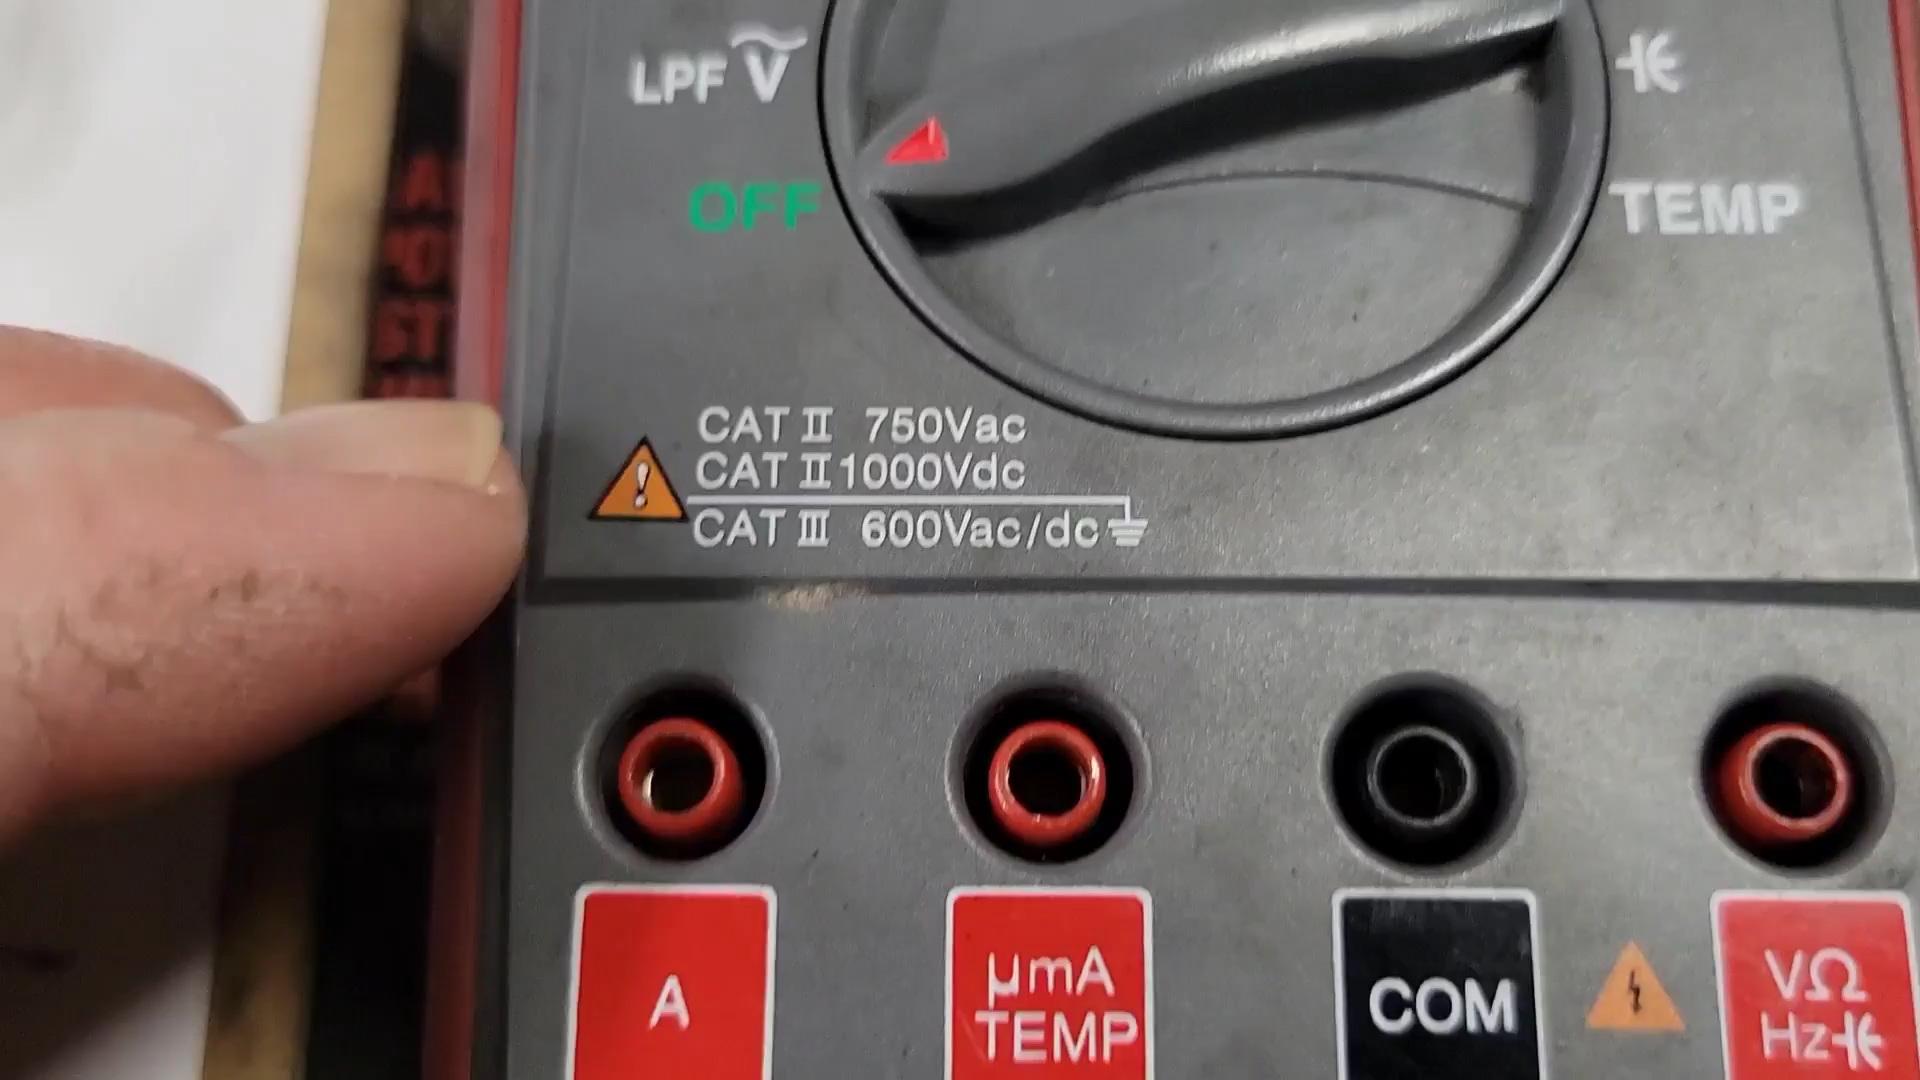 LPF V
OFF
TEMP
CAT II 750Vac
CAT II 1000Vdc
CAT III 600Vac/dc
A
µmA
TEMP
COM
VΩ
Hz